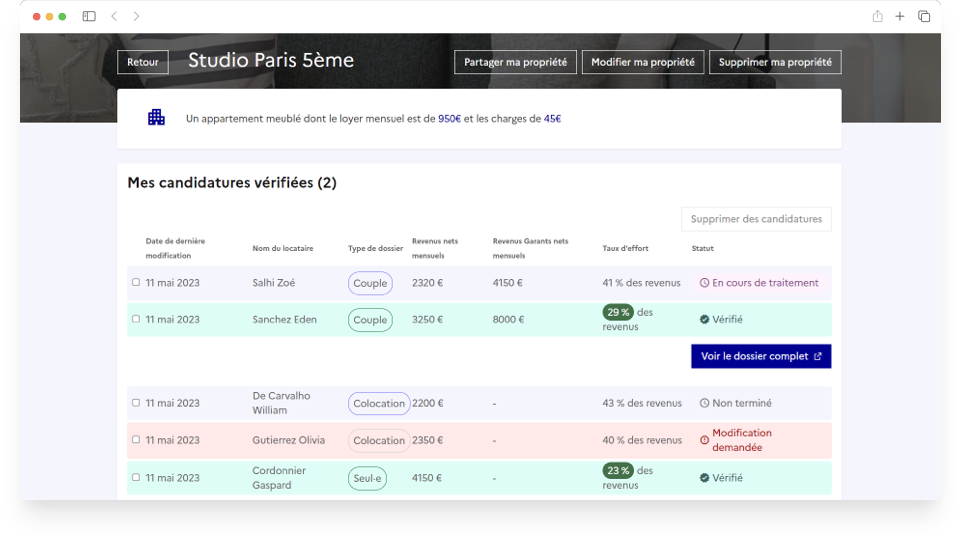 Retour
Studio Paris 5ème
Partager ma propriété
Modifier ma propriété
Supprimer ma propriété
Un appartement meublé dont le loyer mensuel est de 950€ et les charges de 45€
Mes candidatures vérifiées (2)
Supprimer des candidatures
Date de dernière modification Nom du locataire Type de dossier Revenus nets mensuels Revenus Garants nets mensuels Taux d'effort Statut
11 mai 2023 Salhi Zoé Couple 2320 € 4150 € 41 % des revenus En cours de traitement
11 mai 2023 Sanchez Eden Couple 3250 € 8000 € 29 % des revenus Vérifié
Voir le dossier complet
11 mai 2023 De Carvalho William Colocation 2200 € - 43 % des revenus Non terminé
11 mai 2023 Gutierrez Olivia Colocation 2350 € - 40 % des revenus Modification demandée
11 mai 2023 Cordonnier Gaspard Seul·e 4150 € - 23 % des revenus Vérifié